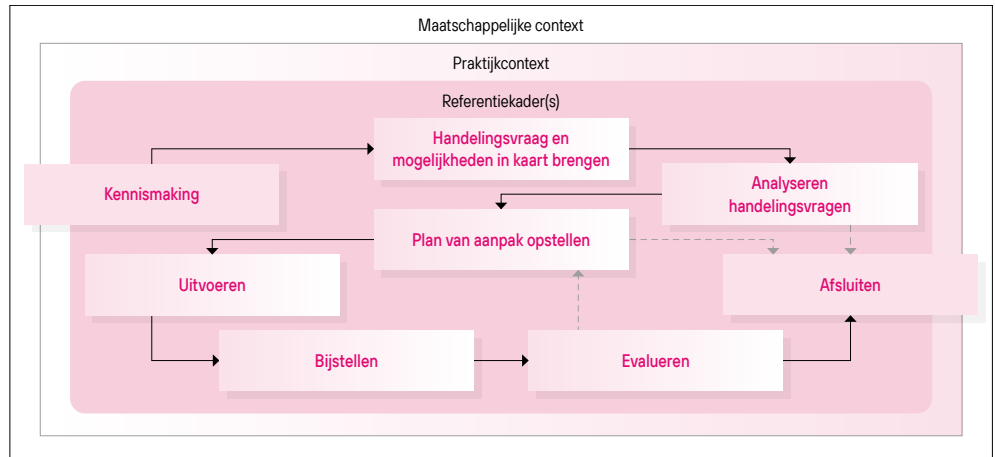 Maatschappelijke context
Praktijkcontext
Referentiekader(s)
Handelingsvraag en
mogelijkheden in kaart brengen
Kennismaking
Analyseren
handelingsvragen
Plan van aanpak opstellen
Uitvoeren
Afsluiten
Bijstellen
Evalueren